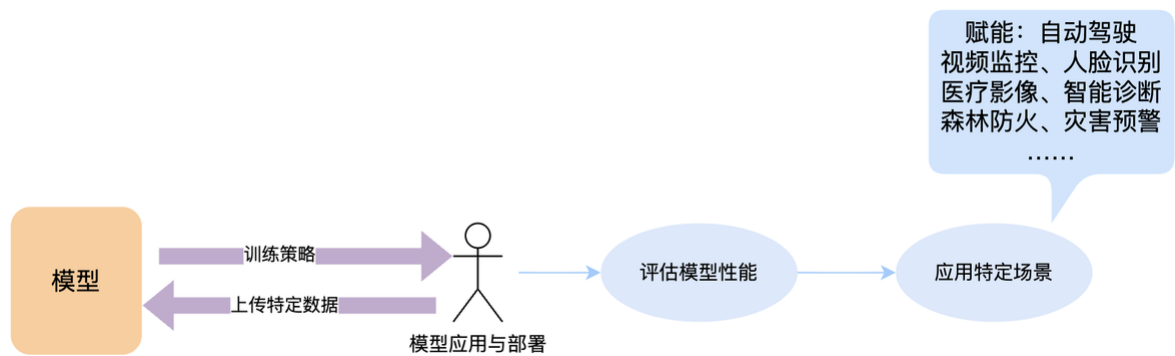 赋能：自动驾驶
视频监控、人脸识别
医疗影像、智能诊断
森林防火、灾害预警
……
模型
训练策略
上传特定数据
模型应用与部署
评估模型性能
应用特定场景